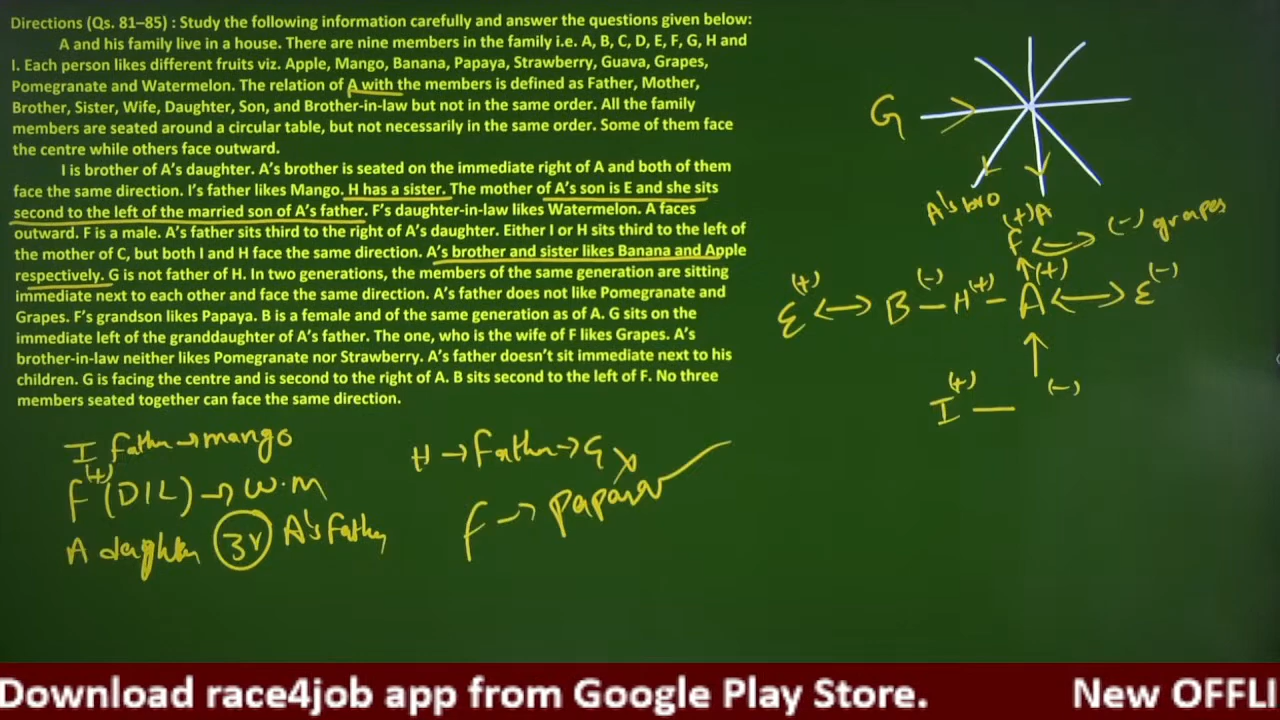 Directions (Qs. 81–85) : Study the following information carefully and answer the questions given below:
A and his family live in a house. There are nine members in the family i.e. A, B, C, D, E, F, G, H and
I. Each person likes different fruits viz. Apple, Mango, Banana, Papaya, Strawberry, Guava, Grapes,
Pomegranate and Watermelon. The relation of A with the members is defined as Father, Mother,
Brother, Sister, Wife, Daughter, Son, and Brother-in-law but not in the same order. All the family
members are seated around a circular table, but not necessarily in the same order. Some of them face
the centre while others face outward.
I is brother of A's daughter. A's brother is seated on the immediate right of A and both of them
face the same direction. I's father likes Mango. H has a sister. The mother of A's son is E and she sits
second to the left of the married son of A's father. F's daughter-in-law likes Watermelon. A faces
outward. F is a male. A's father sits third to the right of A's daughter. Either I or H sits third to the left of
the mother of C, but both I and H face the same direction. A's brother and sister likes Banana and Apple
respectively. G is not father of H. In two generations, the members of the same generation are sitting
immediate next to each other and face the same direction. A's father does not like Pomegranate and
Grapes. F's grandson likes Papaya. B is a female and of the same generation as of A. G sits on the
immediate left of the granddaughter of A's father. The one, who is the wife of F likes Grapes. A's
brother-in-law neither likes Pomegranate nor Strawberry. A's father doesn't sit immediate next to his
children. G is facing the centre and is second to the right of A. B sits second to the left of F. No three
members seated together can face the same direction.
G
A's bro
A
(+)
F (-) grapes
(+) (-) (+) (+) (-)
E B – H – A E
(+) (-)
I —
I father → mango
(+)
F (DIL) → W.M
A daughter 3r A's Father
H → Father → G x
F → papaya
Download race4job app from Google Play Store. New OFFLI